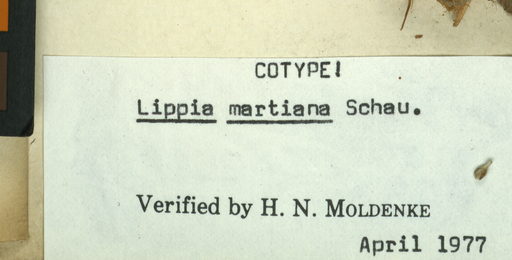 COTYPE!
Lippia martiana Schau.
Verified by H. N. MOLDENKE
April 1977